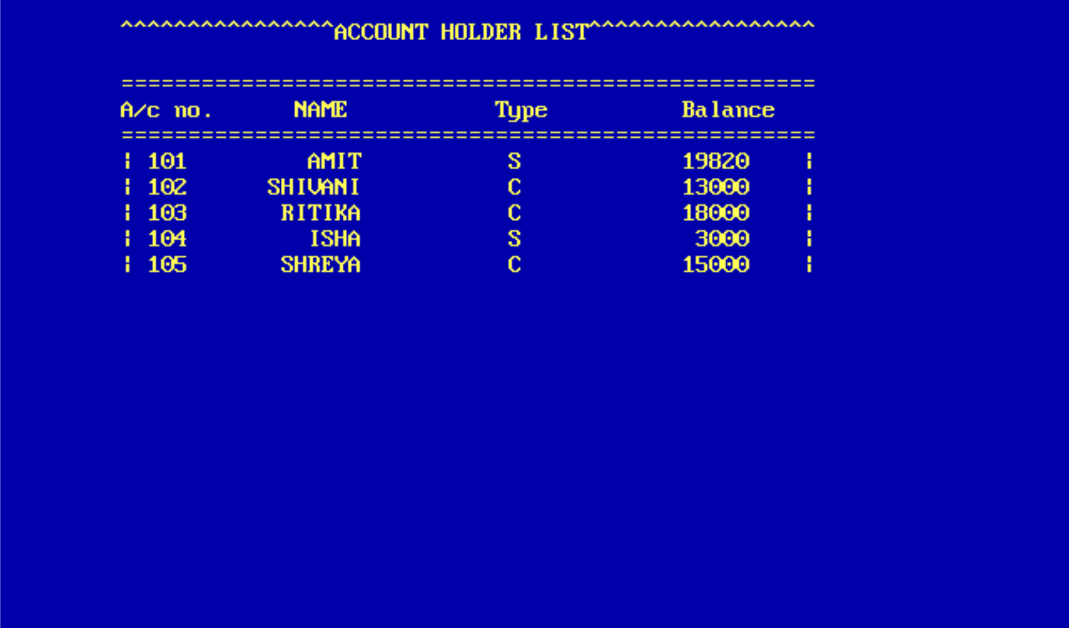 ^^^^^^^^^^^^^^^^ACCOUNT HOLDER LIST^^^^^^^^^^^^^^^^^
====================================================
A/c no.      NAME           Type          Balance
====================================================
| 101         AMIT           S            19820    |
| 102      SHIVANI           C            13000    |
| 103       RITIKA           C            18000    |
| 104         ISHA           S             3000    |
| 105       SHREYA           C            15000    |